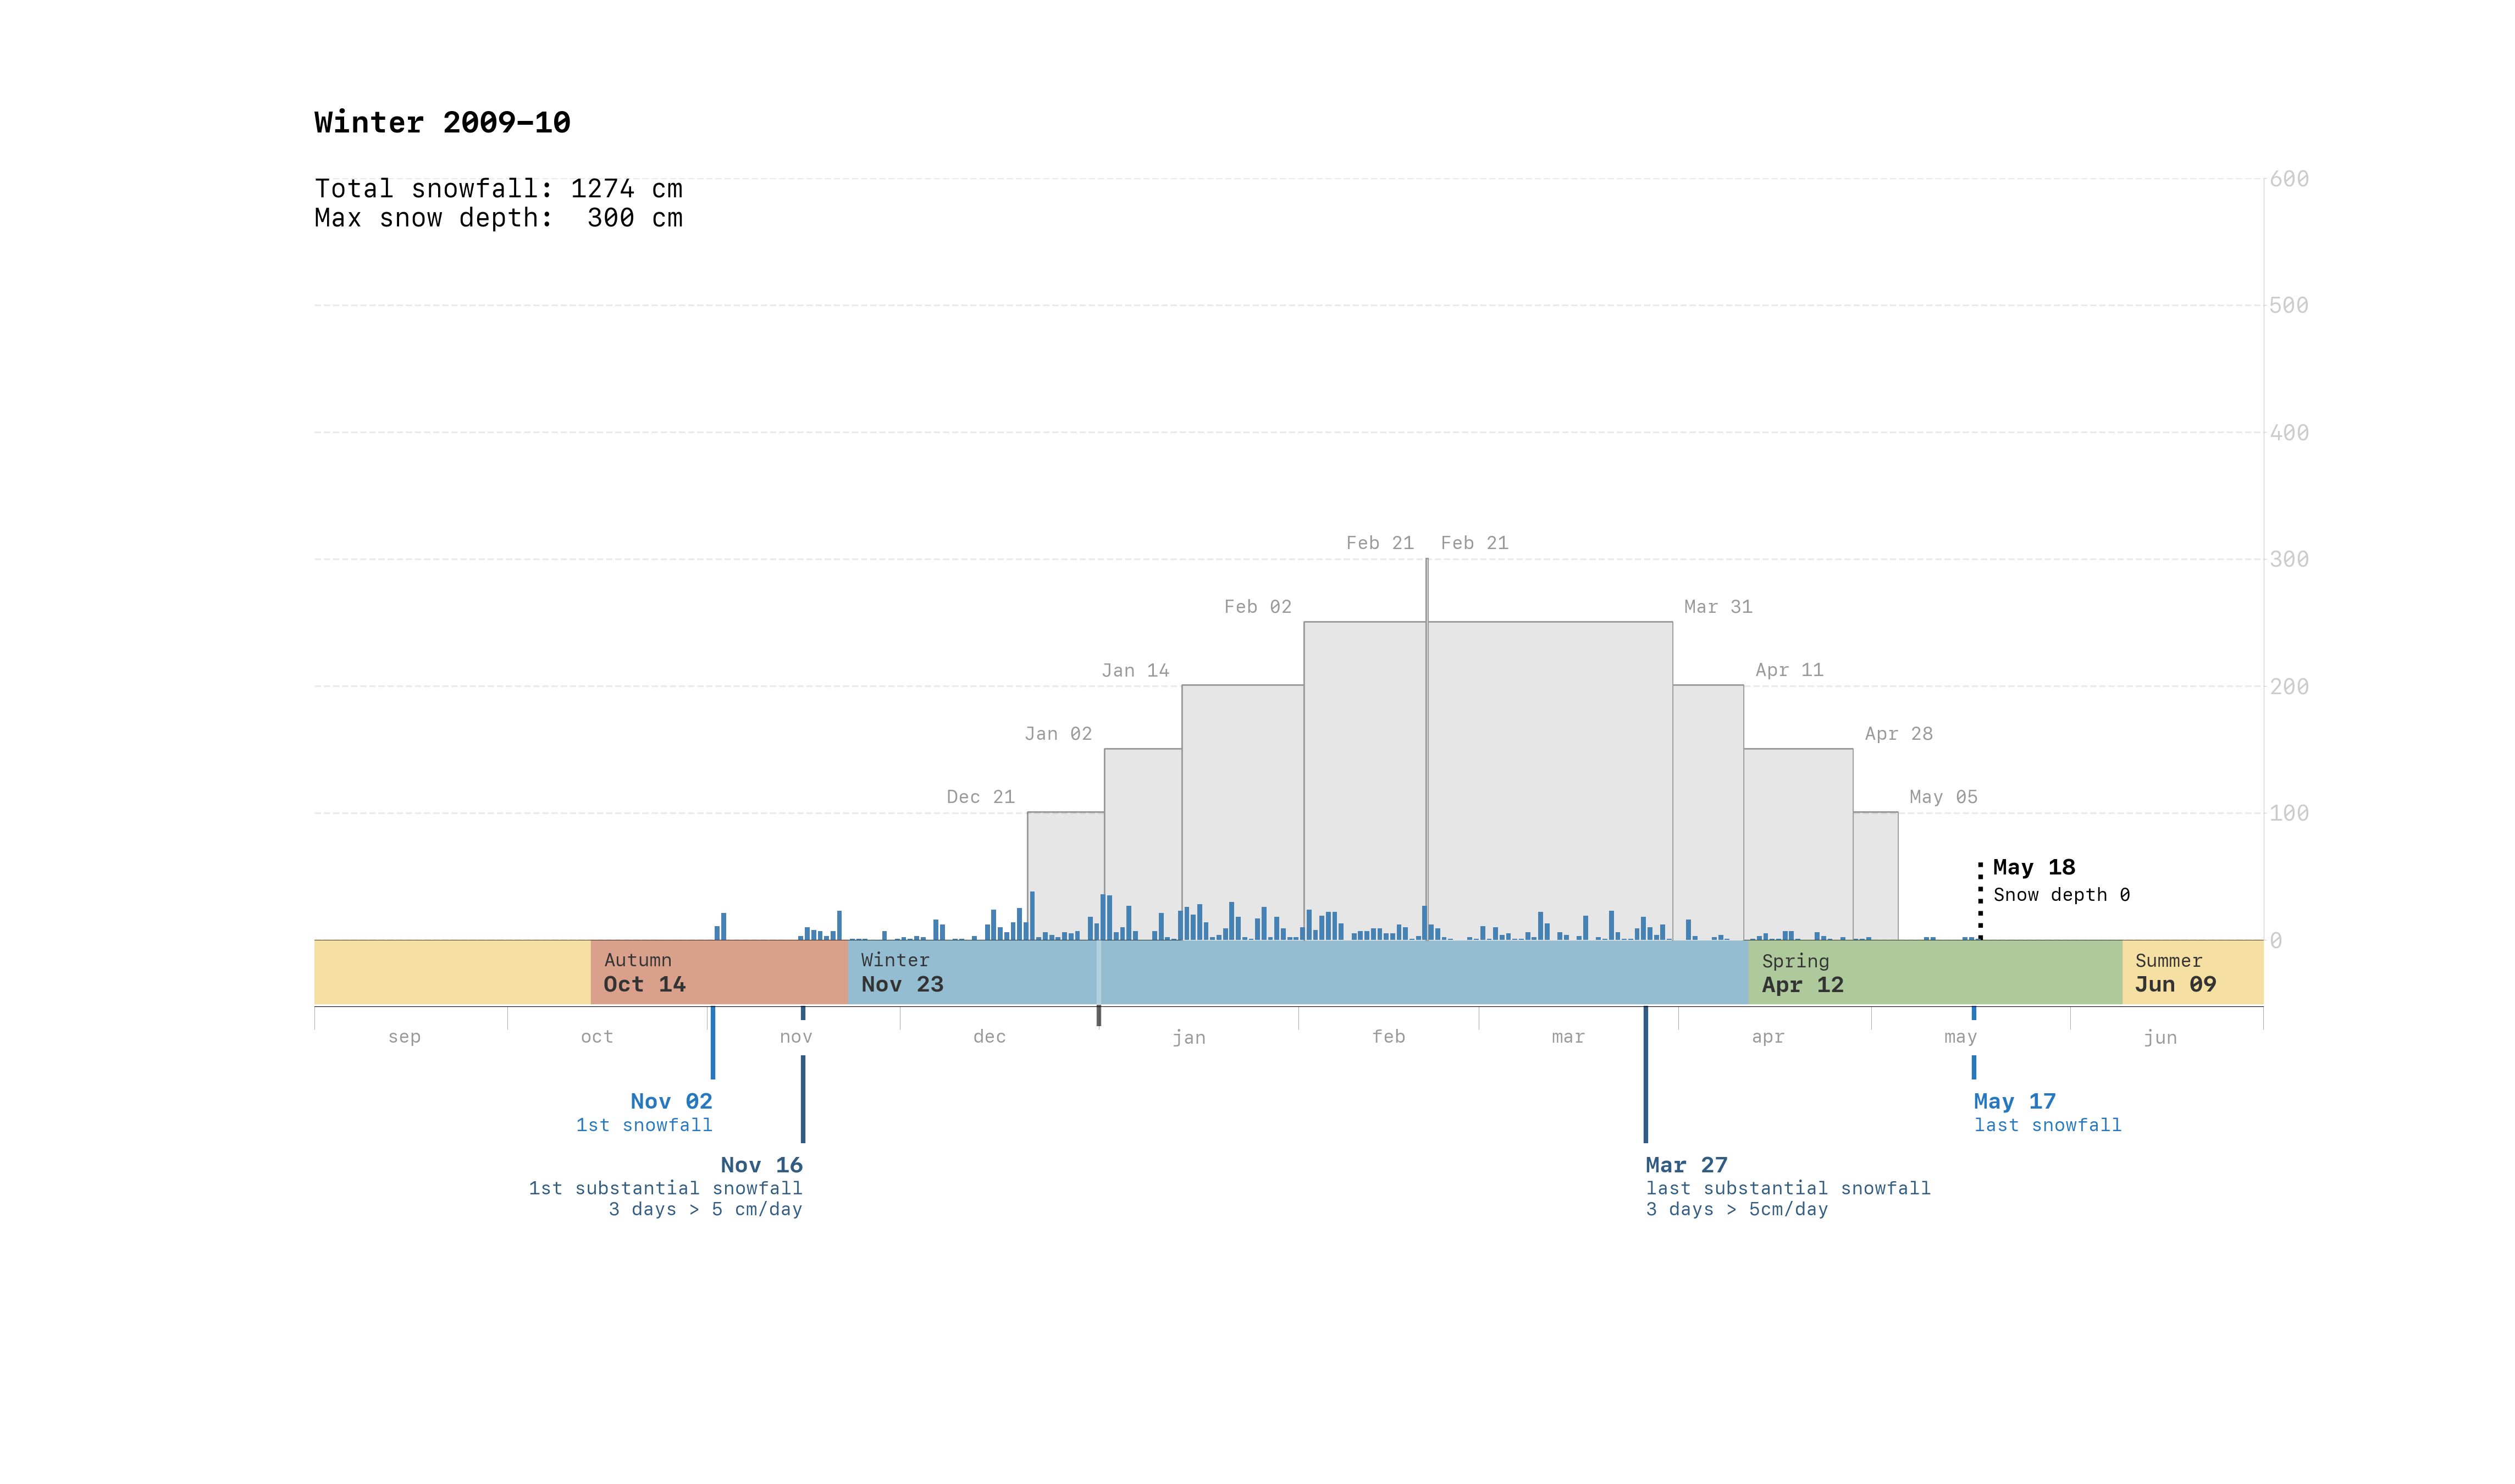 Winter 2009–10
Total snowfall: 1274 cm
Max snow depth: 300 cm
600
500
400
300
200
100
0
Feb 21 Feb 21
Feb 02 Mar 31
Jan 14 Apr 11
Jan 02 Apr 28
Dec 21 May 05
May 18
Snow depth 0
Autumn
Oct 14
Winter
Nov 23
Spring
Apr 12
Summer
Jun 09
sep oct nov dec jan feb mar apr may jun
Nov 02
1st snowfall
Nov 16
1st substantial snowfall
3 days > 5 cm/day
Mar 27
last substantial snowfall
3 days > 5cm/day
May 17
last snowfall